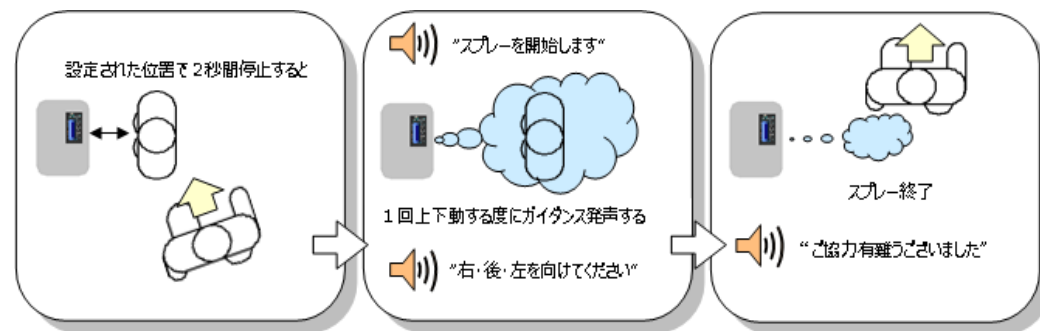 設定された位置で2秒間停止すると
"スプレーを開始します"
1回上下動する度にガイダンス発声する
"右・後・左を向けてください"
スプレー終了
"ご協力有難うございました"